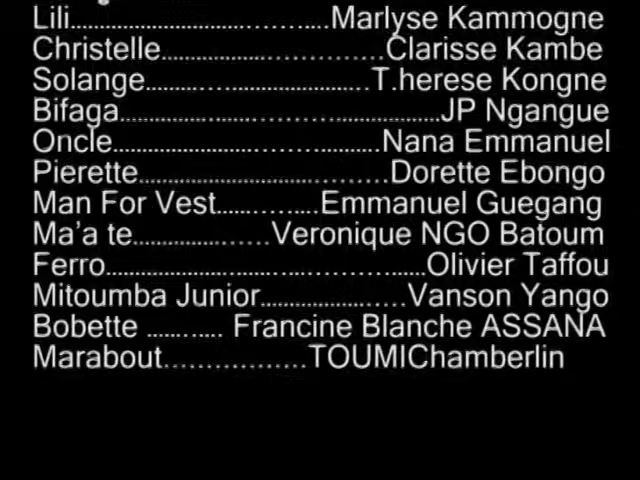 Lili..............................................Marlyse Kammogne
Christelle........................................Clarisse Kambe
Solange........................................T.herese Kongne
Bifaga..........................................................JP Ngangue
Oncle...............................................Nana Emmanuel
Pierette............................................Dorette Ebongo
Man For Vest.................Emmanuel Guegang
Ma'a te.........................Veronique NGO Batoum
Ferro........................................................Olivier Taffou
Mitoumba Junior..........................Vanson Yango
Bobette ............. Francine Blanche ASSANA
Marabout..................TOUMIChamberlin